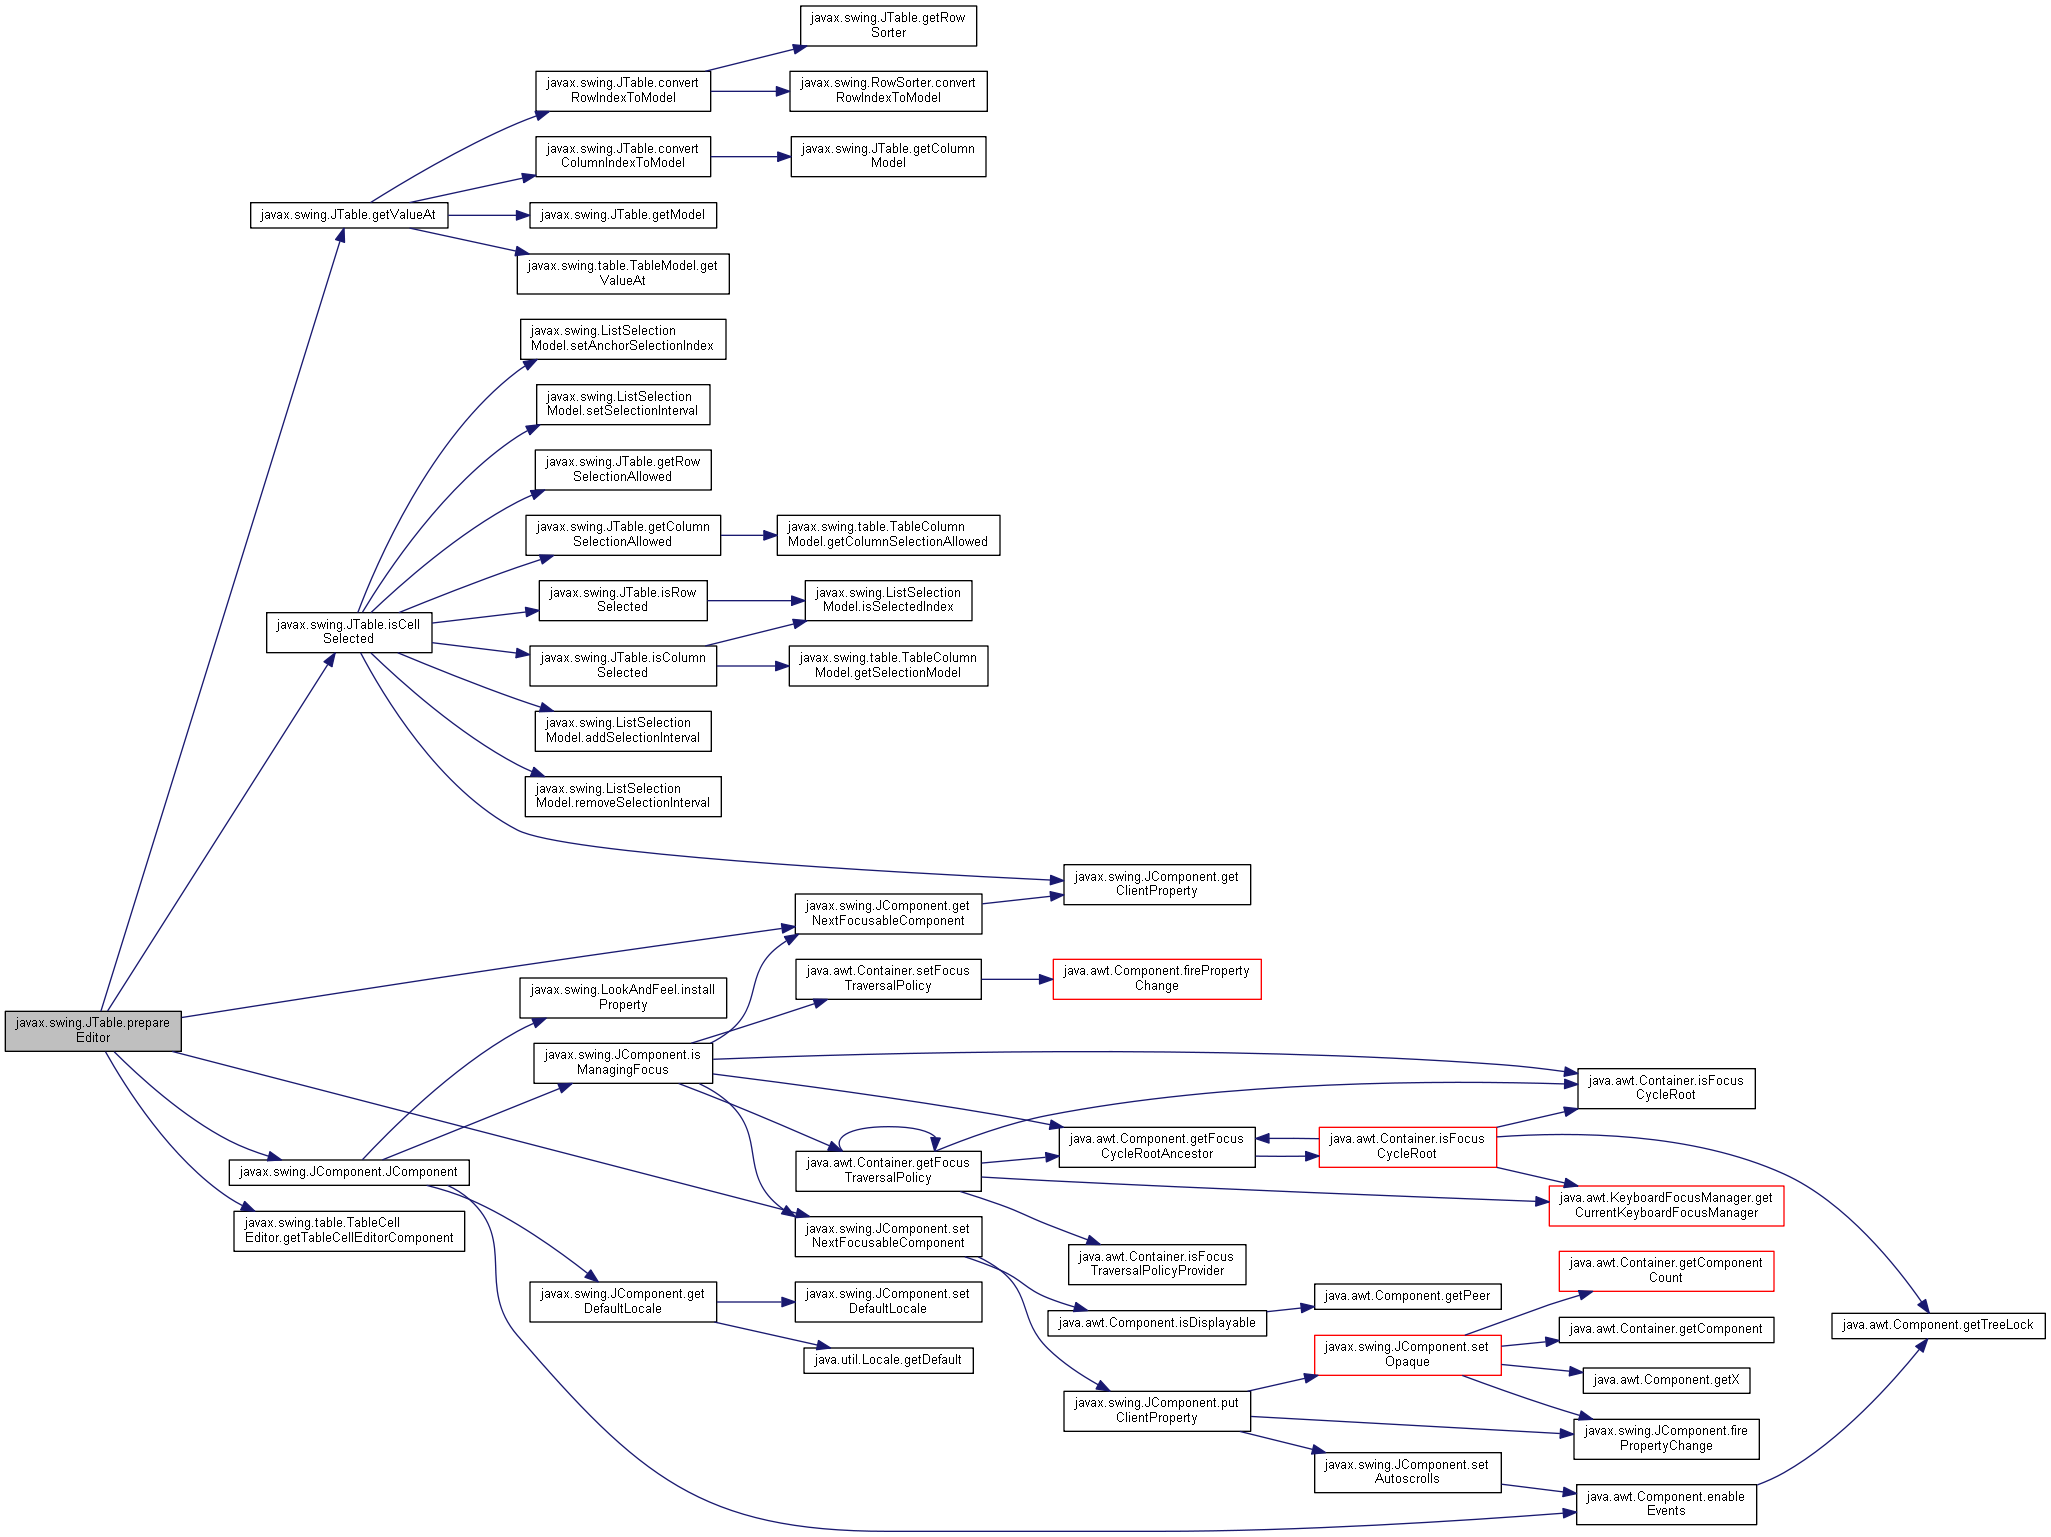 javax.swing.JTable.prepare
Editor
javax.swing.JTable.getValueAt
javax.swing.JTable.convert
RowIndexToModel
javax.swing.JTable.getRow
Sorter
javax.swing.RowSorter.convert
RowIndexToModel
javax.swing.JTable.convert
ColumnIndexToModel
javax.swing.JTable.getColumn
Model
javax.swing.JTable.getModel
javax.swing.table.TableModel.get
ValueAt
javax.swing.JTable.isCell
Selected
javax.swing.ListSelection
Model.setAnchorSelectionIndex
javax.swing.ListSelection
Model.setSelectionInterval
javax.swing.JTable.getRow
SelectionAllowed
javax.swing.JTable.getColumn
SelectionAllowed
javax.swing.table.TableColumn
Model.getColumnSelectionAllowed
javax.swing.JTable.isRow
Selected
javax.swing.ListSelection
Model.isSelectedIndex
javax.swing.JTable.isColumn
Selected
javax.swing.table.TableColumn
Model.getSelectionModel
javax.swing.ListSelection
Model.addSelectionInterval
javax.swing.ListSelection
Model.removeSelectionInterval
javax.swing.JComponent.get
ClientProperty
javax.swing.JComponent.get
NextFocusableComponent
javax.swing.LookAndFeel.install
Property
java.awt.Container.setFocus
TraversalPolicy
java.awt.Component.fireProperty
Change
javax.swing.JComponent.is
ManagingFocus
java.awt.Container.isFocus
CycleRoot
java.awt.Component.getFocus
CycleRootAncestor
java.awt.Container.isFocus
CycleRoot
javax.swing.JComponent.JComponent
java.awt.Container.getFocus
TraversalPolicy
java.awt.KeyboardFocusManager.get
CurrentKeyboardFocusManager
javax.swing.table.TableCell
Editor.getTableCellEditorComponent
javax.swing.JComponent.set
NextFocusableComponent
java.awt.Container.isFocus
TraversalPolicyProvider
java.awt.Container.getComponent
Count
javax.swing.JComponent.get
DefaultLocale
javax.swing.JComponent.set
DefaultLocale
java.awt.Component.getPeer
java.awt.Component.isDisplayable
java.awt.Container.getComponent
java.awt.Component.getTreeLock
java.util.Locale.getDefault
javax.swing.JComponent.set
Opaque
java.awt.Component.getX
javax.swing.JComponent.put
ClientProperty
javax.swing.JComponent.fire
PropertyChange
javax.swing.JComponent.set
Autoscrolls
java.awt.Component.enable
Events